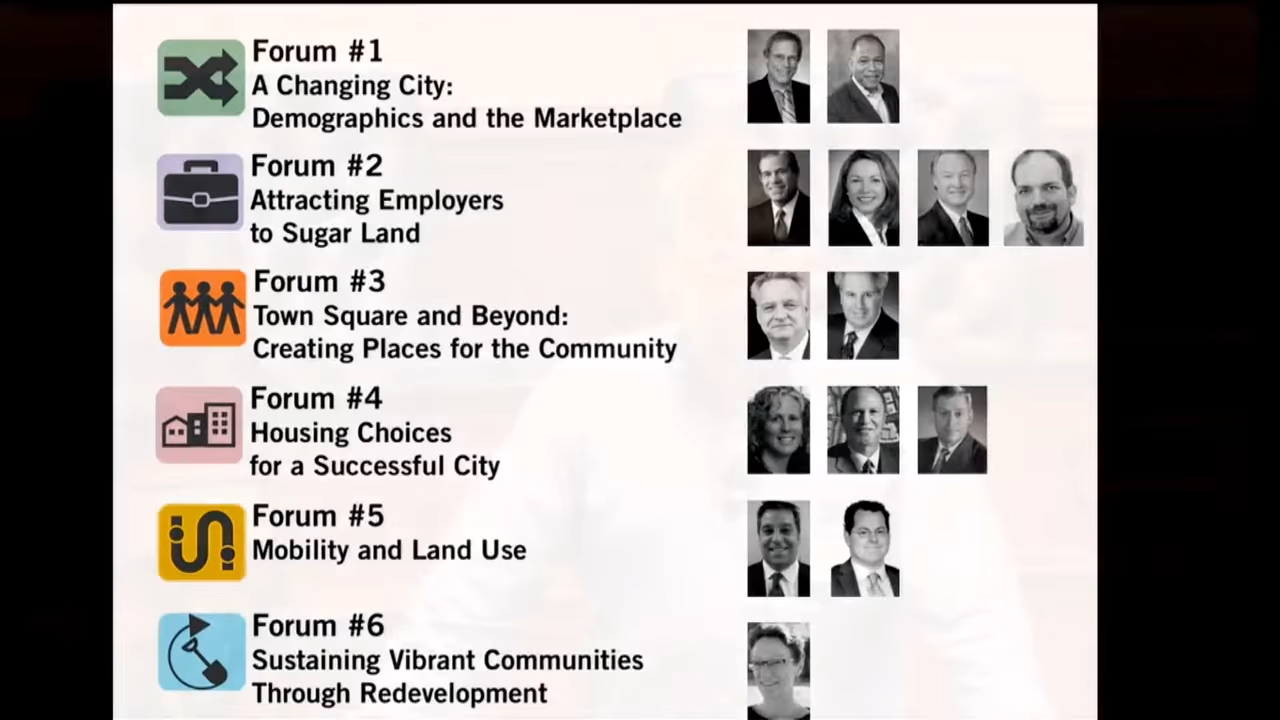 Forum #1
A Changing City:
Demographics and the Marketplace
Forum #2
Attracting Employers
to Sugar Land
Forum #3
Town Square and Beyond:
Creating Places for the Community
Forum #4
Housing Choices
for a Successful City
Forum #5
Mobility and Land Use
Forum #6
Sustaining Vibrant Communities
Through Redevelopment